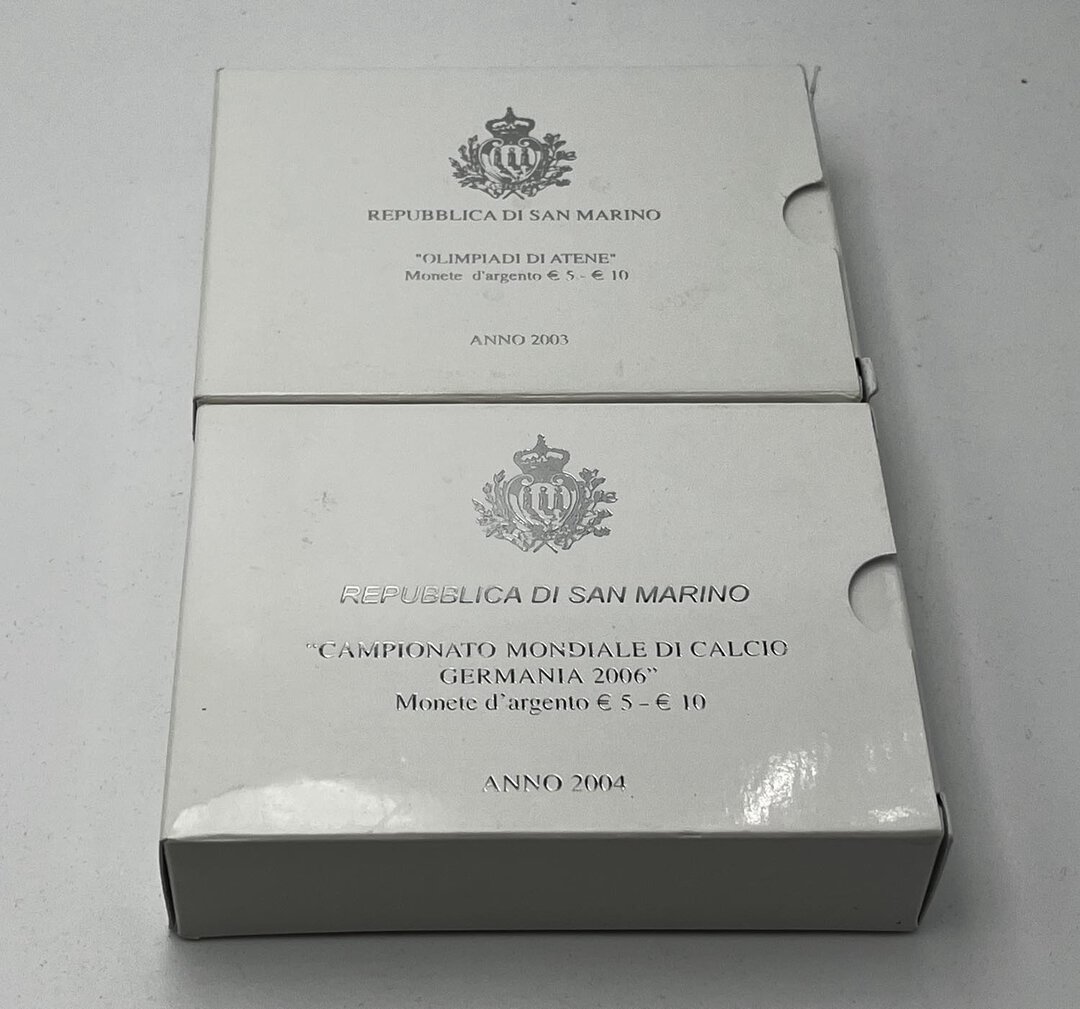 REPUBBLICA DI SAN MARINO
"OLIMPIADI DI ATENE"
Monete d'argento € 5 - € 10
ANNO 2003
REPUBBLICA DI SAN MARINO
"CAMPIONATO MONDIALE DI CALCIO
GERMANIA 2006"
Monete d'argento € 5 - € 10
ANNO 2004